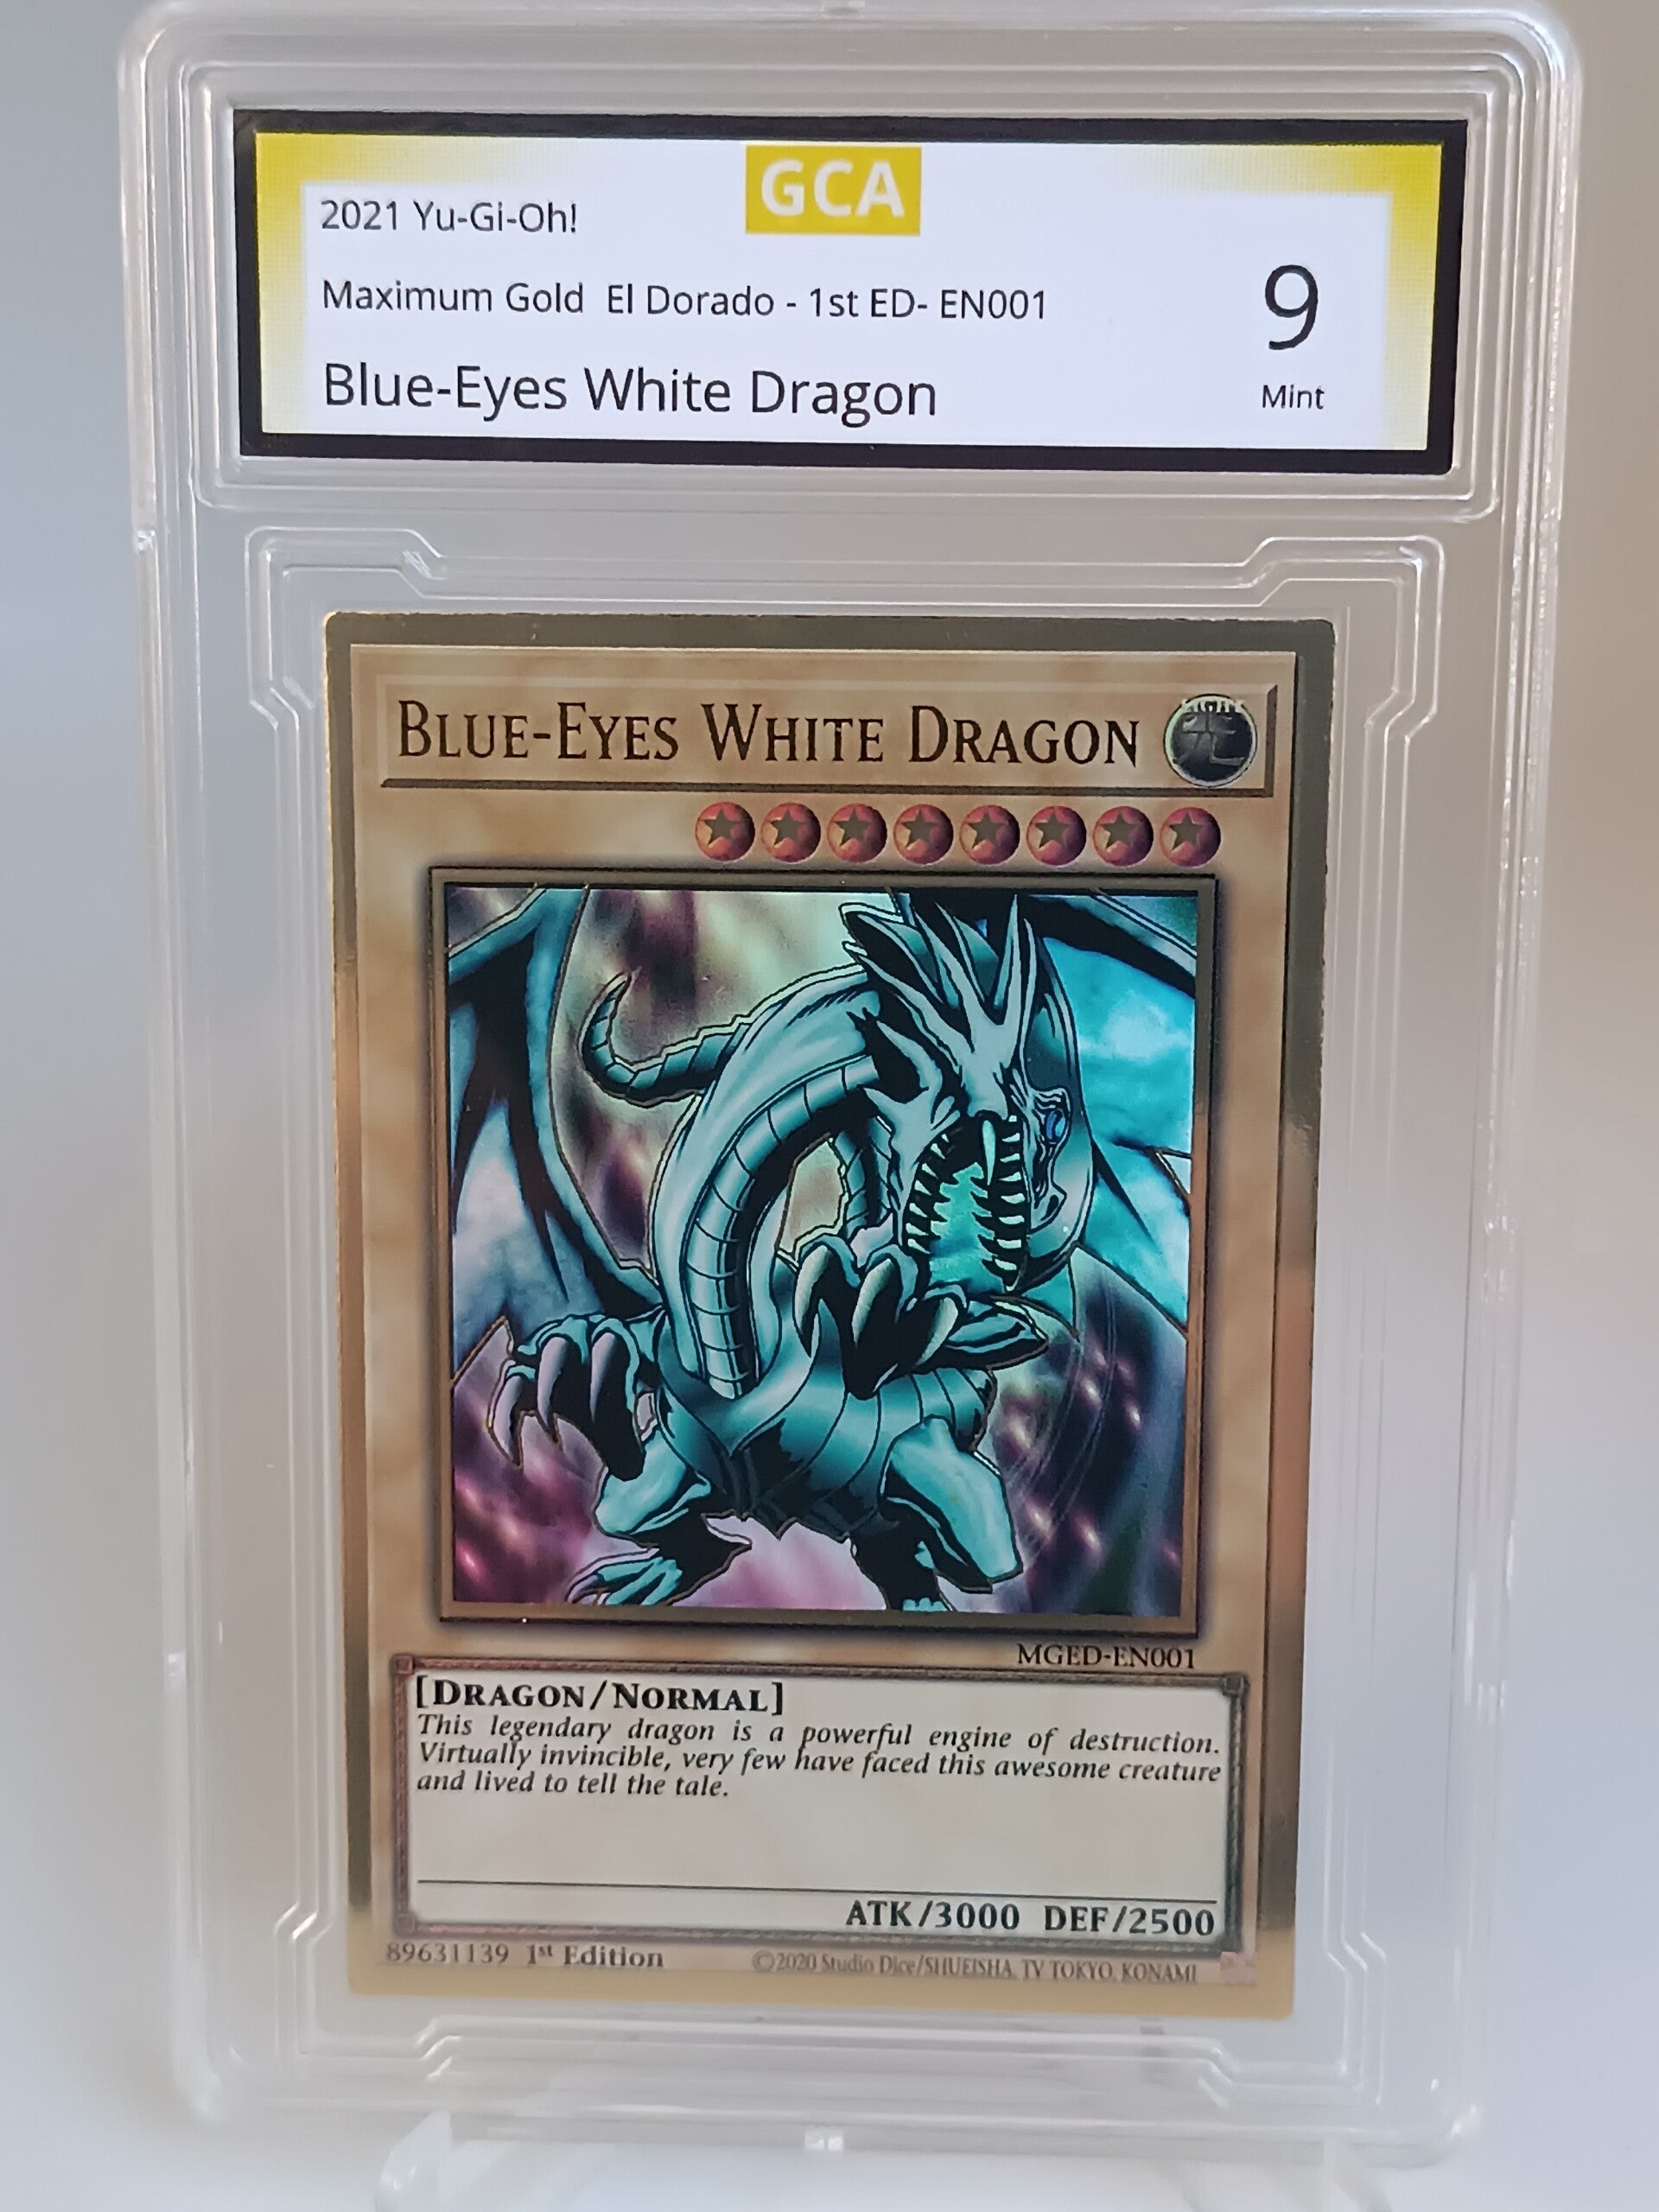 GCA
2021 Yu-Gi-Oh!
Maximum Gold El Dorado - 1st ED- EN001
9
Blue-Eyes White Dragon
Mint
BLUE-EYES WHITE DRAGON
LIGHT
光
MGED-EN001
[DRAGON/NORMAL]
This legendary dragon is a powerful engine of destruction.
Virtually invincible, very few have faced this awesome creature
and lived to tell the tale.
ATK/3000 DEF/2500
89631139 1st Edition
©2020 Studio Dice/SHUEISHA, TV TOKYO, KONAMI